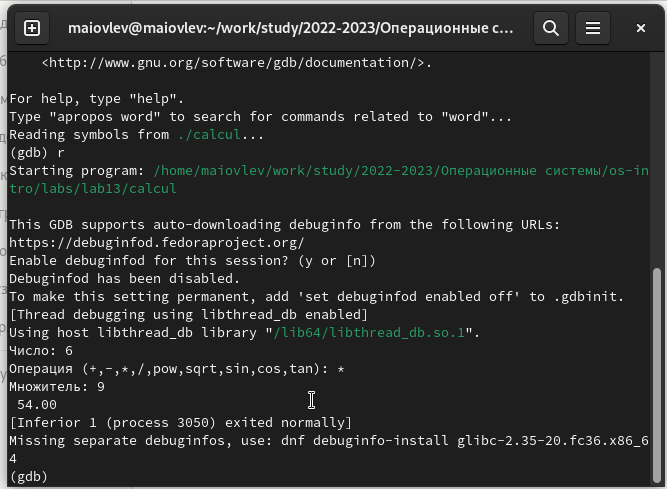 maiovlev@maiovlev:~/work/study/2022-2023/Операционные с...
<http://www.gnu.org/software/gdb/documentation/>.
For help, type "help".
Type "apropos word" to search for commands related to "word"...
Reading symbols from ./calcul...
(gdb) r
Starting program: /home/maiovlev/work/study/2022-2023/Операционные системы/os-in
tro/labs/lab13/calcul
This GDB supports auto-downloading debuginfo from the following URLs:
https://debuginfod.fedoraproject.org/
Enable debuginfod for this session? (y or [n])
Debuginfod has been disabled.
To make this setting permanent, add 'set debuginfod enabled off' to .gdbinit.
[Thread debugging using libthread_db enabled]
Using host libthread_db library "/lib64/libthread_db.so.1".
Число: 6
Операция (+,-,*,/,pow,sqrt,sin,cos,tan): *
Множитель: 9
54.00
[Inferior 1 (process 3050) exited normally]
Missing separate debuginfos, use: dnf debuginfo-install glibc-2.35-20.fc36.x86_6
4
(gdb)